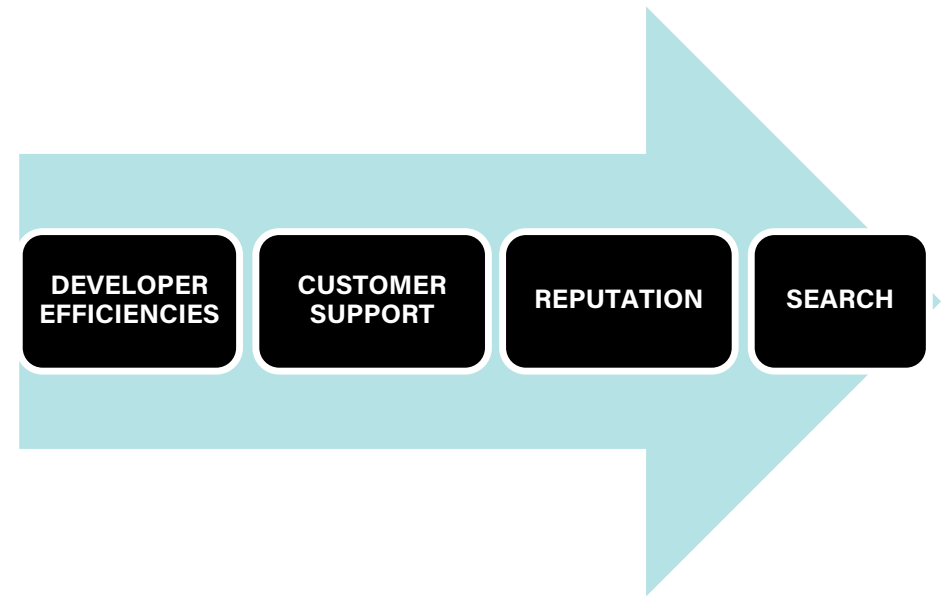 DEVELOPER
EFFICIENCIES
CUSTOMER
SUPPORT
REPUTATION
SEARCH